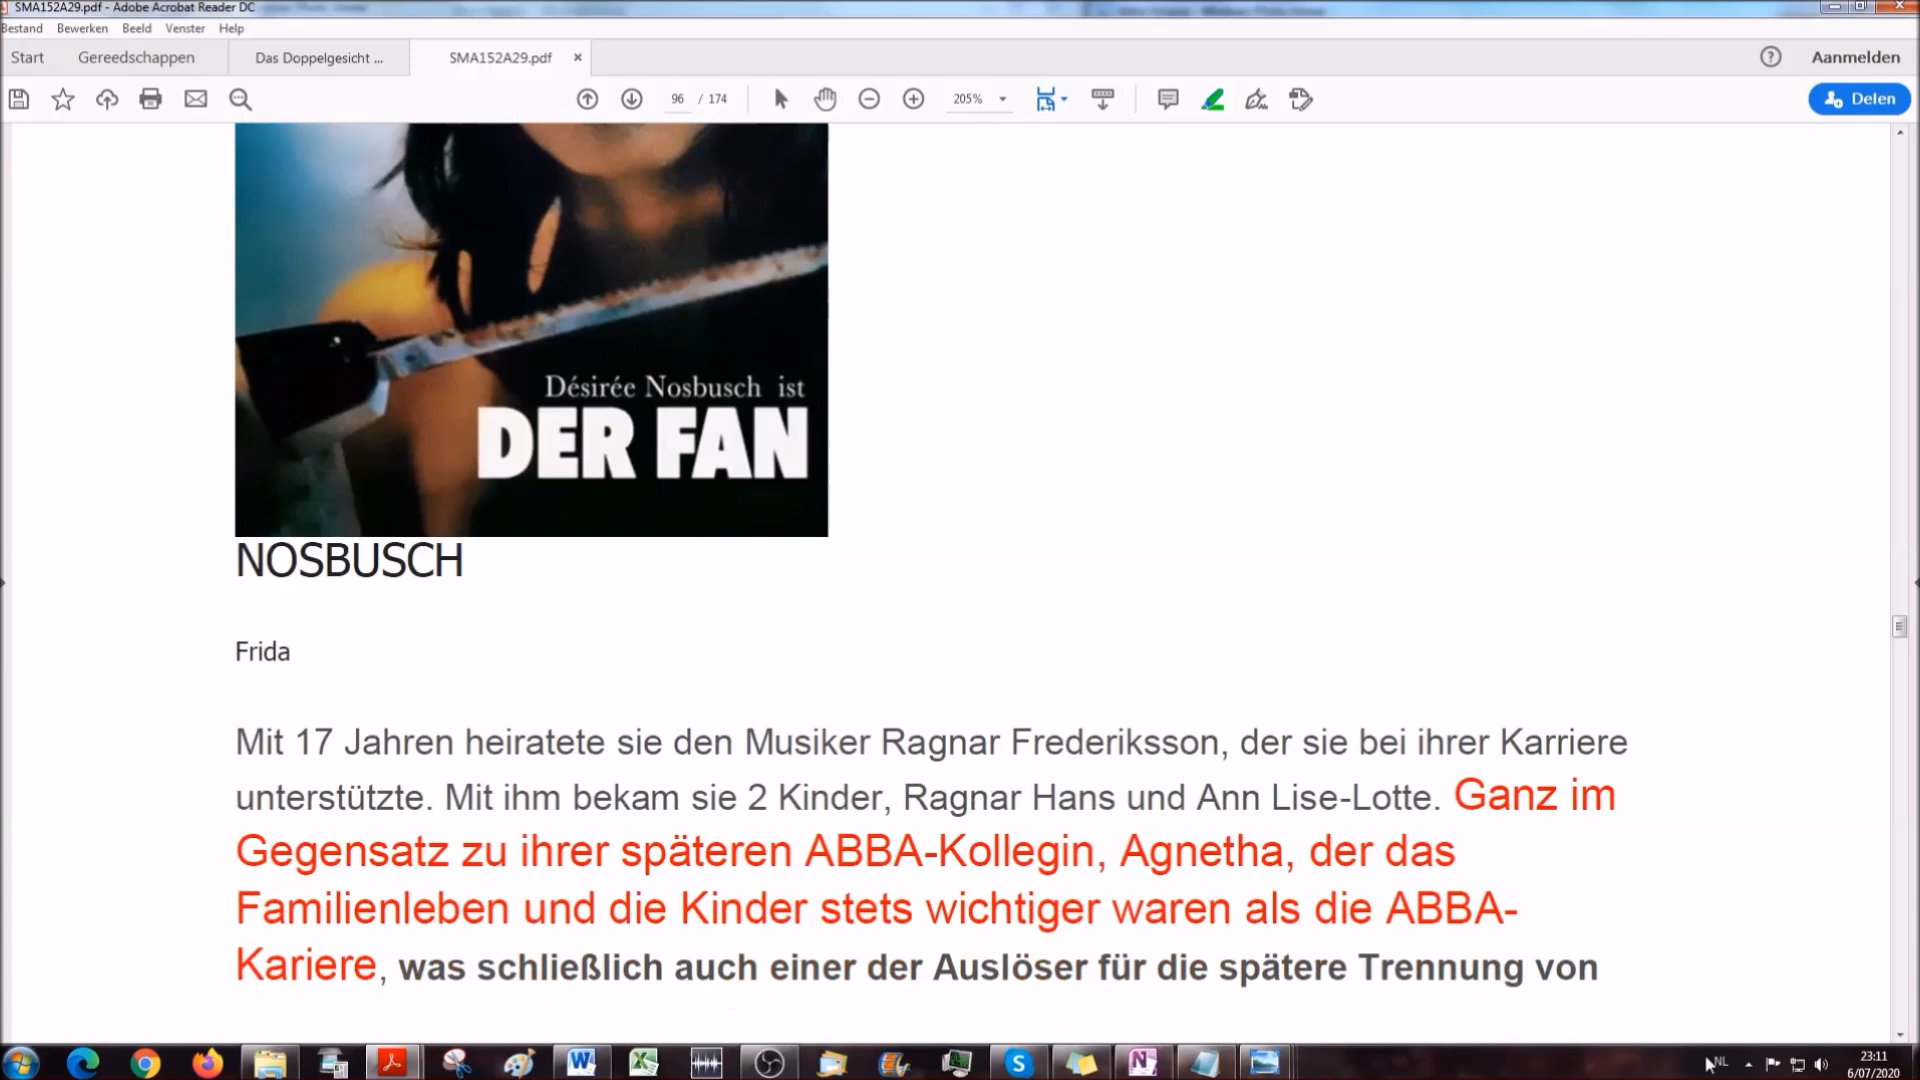 SMA152A29.pdf - Adobe Acrobat Reader DC
Bestand Bewerken Beeld Venster Help
Start Gereedschappen Das Doppelgesicht ... SMA152A29.pdf × Aanmelden
96 / 174 205% Delen
Désirée Nosbusch ist
DER FAN
NOSBUSCH
Frida
Mit 17 Jahren heiratete sie den Musiker Ragnar Frederiksson, der sie bei ihrer Karriere
unterstützte. Mit ihm bekam sie 2 Kinder, Ragnar Hans und Ann Lise-Lotte. Ganz im
Gegensatz zu ihrer späteren ABBA-Kollegin, Agnetha, der das
Familienleben und die Kinder stets wichtiger waren als die ABBA-
Kariere, was schließlich auch einer der Auslöser für die spätere Trennung von
NL 23:11
6/07/2020